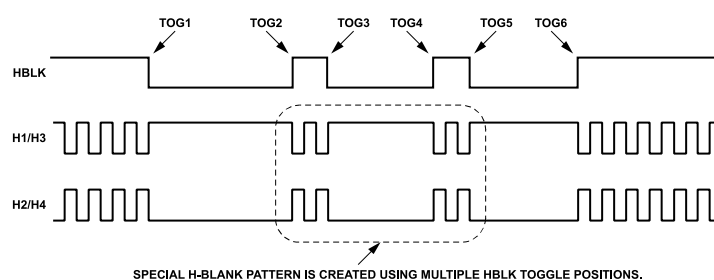 TOG1 TOG2 TOG3 TOG4 TOG5 TOG6
HBLK
H1/H3
H2/H4
SPECIAL H-BLANK PATTERN IS CREATED USING MULTIPLE HBLK TOGGLE POSITIONS.